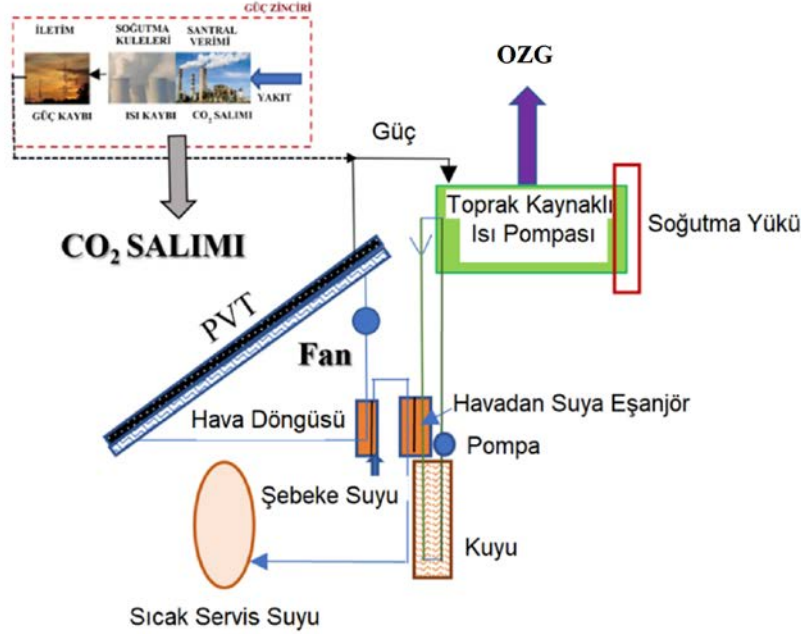 GÜÇ ZİNCİRİ
İLETİM
SOĞUTMA
KULELERİ
SANTRAL
VERİMİ
YAKIT
GÜÇ KAYBI
ISI KAYBI
CO₂ SALIMI
OZG
Güç
Toprak Kaynaklı
Isı Pompası
Soğutma Yükü
CO₂ SALIMI
PVT
Fan
Hava Döngüsü
Havadan Suya Eşanjör
Pompa
Şebeke Suyu
Kuyu
Sıcak Servis Suyu